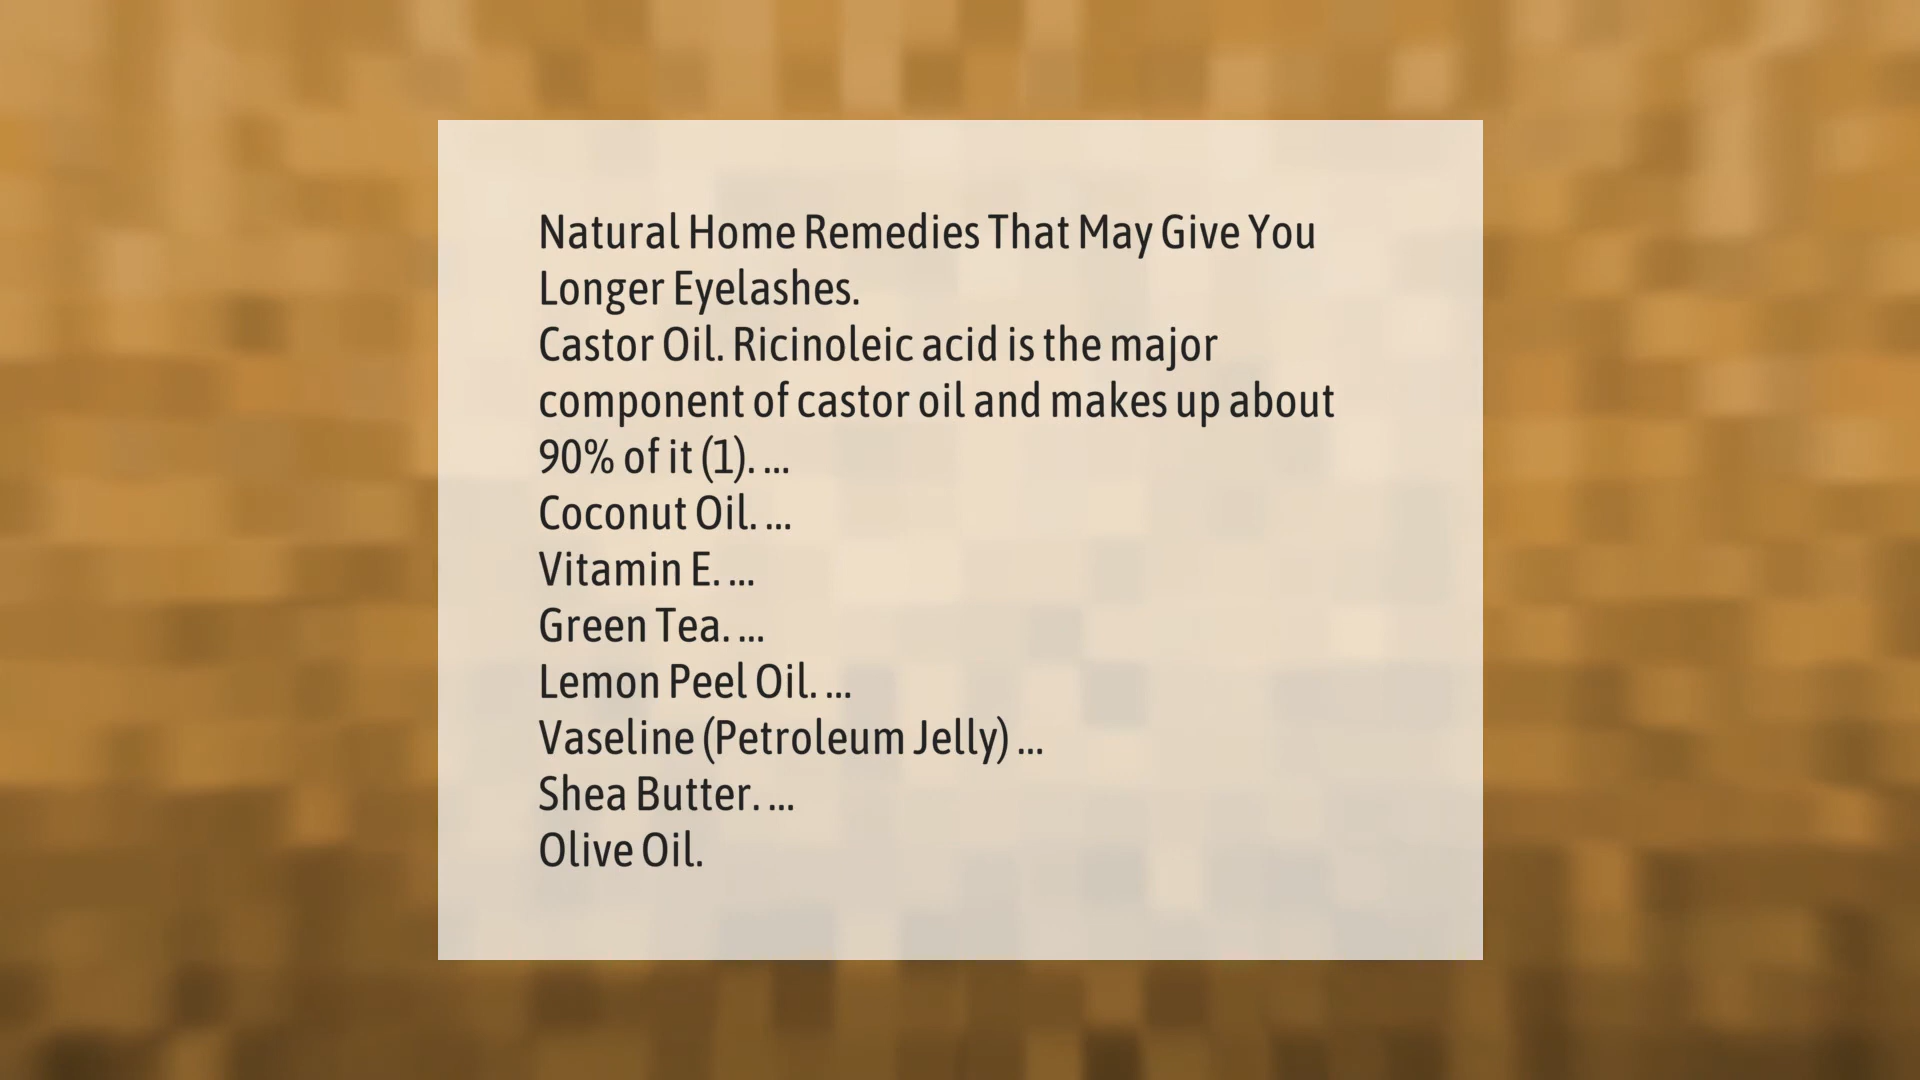 Natural Home Remedies That May Give You
Longer Eyelashes.
Castor Oil. Ricinoleic acid is the major
component of castor oil and makes up about
90% of it (1). ...
Coconut Oil. ...
Vitamin E. ...
Green Tea. ...
Lemon Peel Oil. ...
Vaseline (Petroleum Jelly) ...
Shea Butter. ...
Olive Oil.